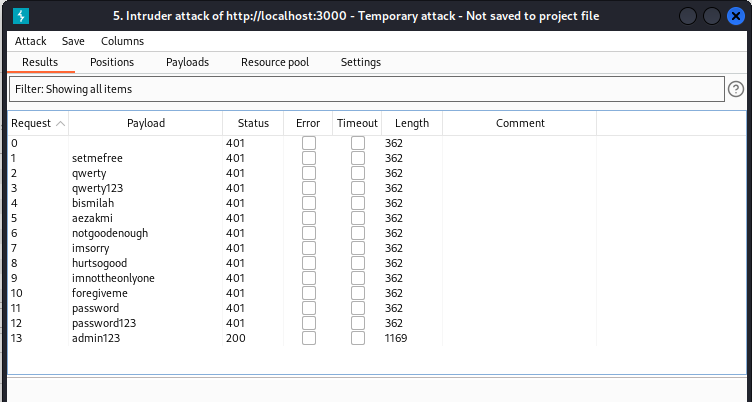 5. Intruder attack of http://localhost:3000 - Temporary attack - Not saved to project file
Attack Save Columns
Results Positions Payloads Resource pool Settings
Filter: Showing all items ?
Request Payload Status Error Timeout Length Comment
0 401 362
1 setmefree 401 362
2 qwerty 401 362
3 qwerty123 401 362
4 bismilah 401 362
5 aezakmi 401 362
6 notgoodenough 401 362
7 imsorry 401 362
8 hurtsogood 401 362
9 imnottheonlyone 401 362
10 foregiveme 401 362
11 password 401 362
12 password123 401 362
13 admin123 200 1169